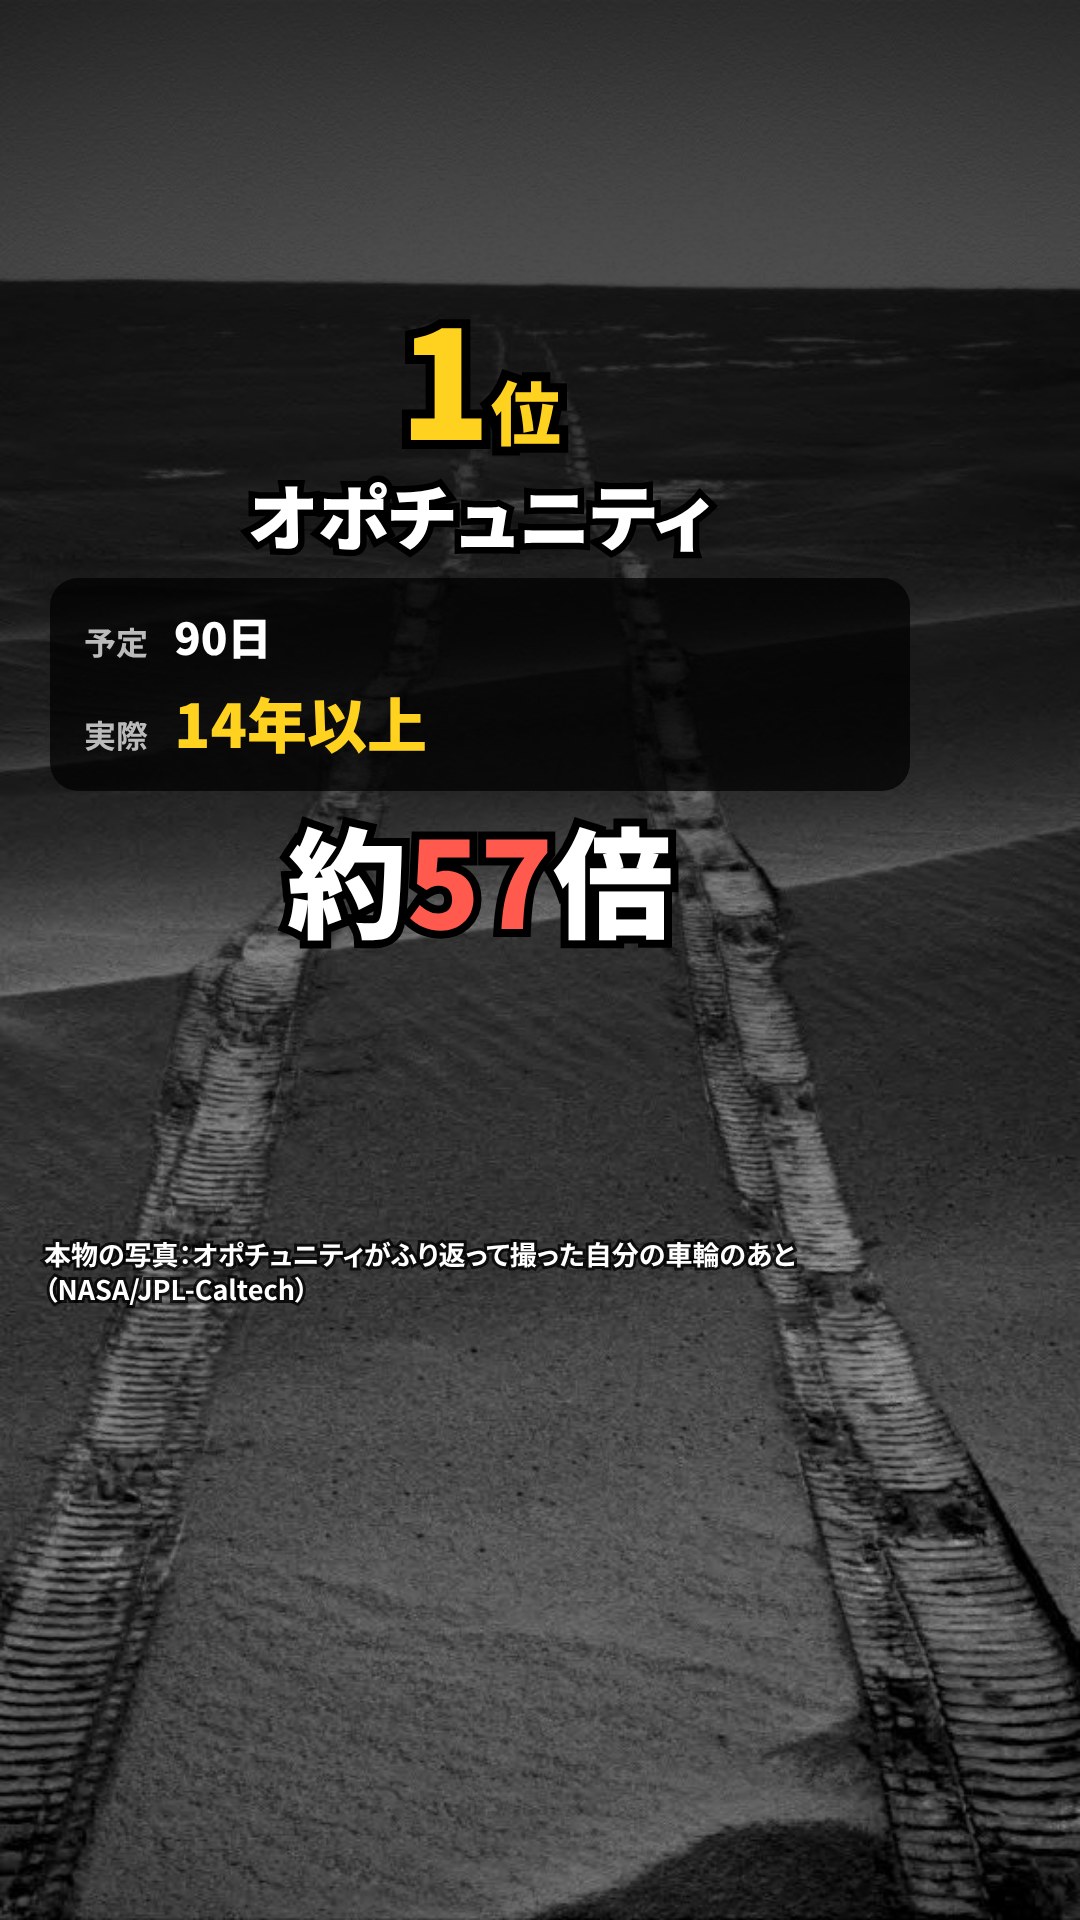 1位
オポチュニティ
予定 90日
実際 14年以上
約57倍
本物の写真：オポチュニティがふり返って撮った自分の車輪のあと
（NASA/JPL-Caltech）